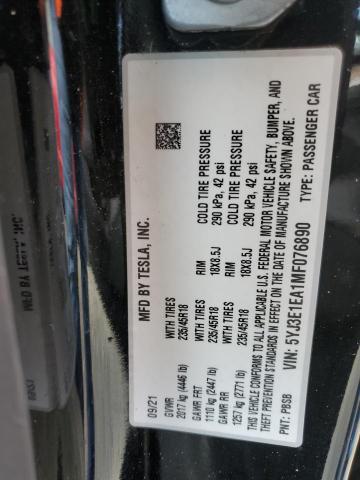 MFD BY TESLA, INC.
09/21
GVWR WITH TIRES RIM COLD TIRE PRESSURE
2017 kg (4446 lb) 235/45R18
GAWR FRT
1110 kg (2447 lb) 235/45R18 18X8.5J 290 kPa, 42 psi
GAWR RR WITH TIRES RIM COLD TIRE PRESSURE
1257 kg (2771 lb) 235/45R18 18X8.5J 290 kPa, 42 psi
THIS VEHICLE CONFORMS TO ALL APPLICABLE U.S. FEDERAL MOTOR VEHICLE SAFETY, BUMPER, AND
THEFT PREVENTION STANDARDS IN EFFECT ON THE DATE OF MANUFACTURE SHOWN ABOVE.
VIN: 5YJ3E1EA1MF076890
PNT: PBSB TYPE: PASSENGER CAR